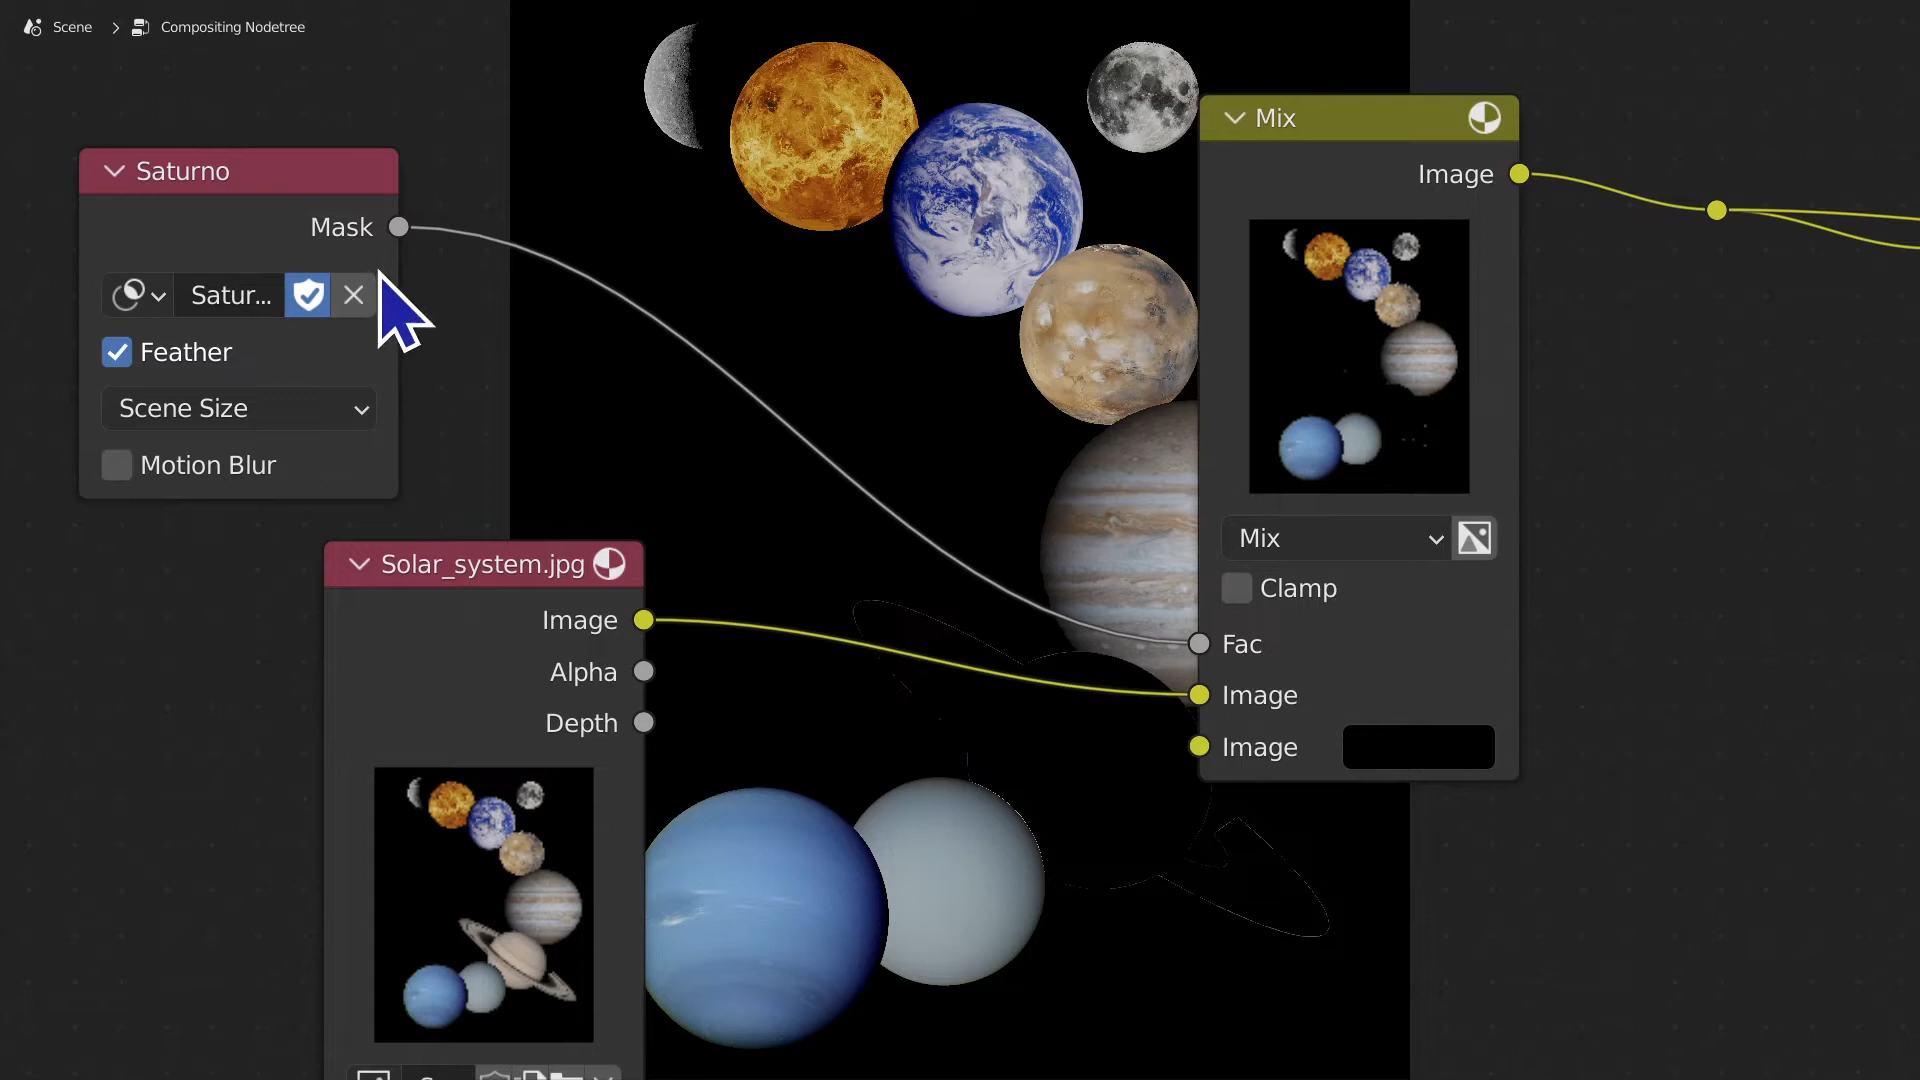 Scene
Compositing Nodetree
Saturno
Mask
Satur...
Feather
Scene Size
Motion Blur
Solar_system.jpg
Image
Alpha
Depth
Mix
Image
Mix
Clamp
Fac
Image
Image